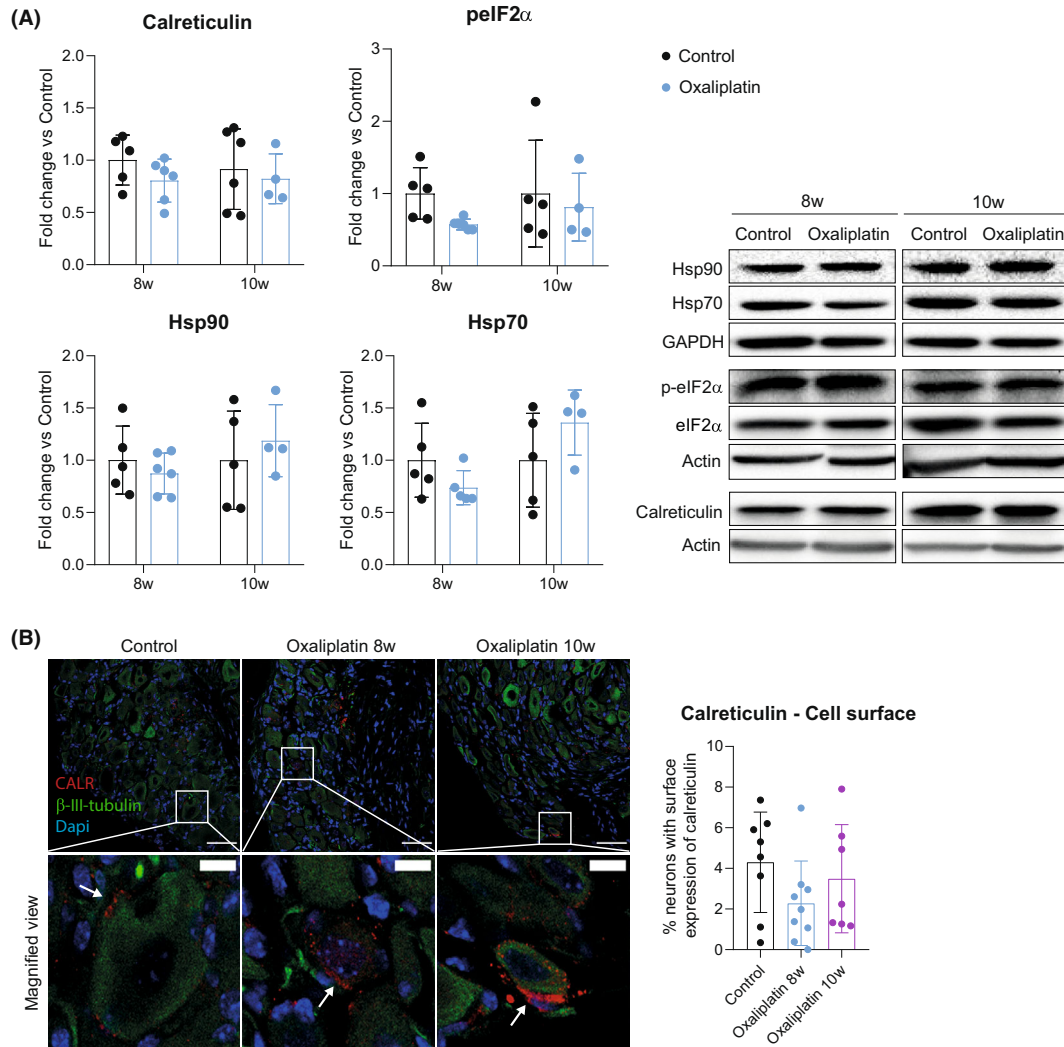 (A)
Calreticulin
Fold change vs Control
2.0
1.5
1.0
0.5
0.0
8w
10w
peIF2α
Fold change vs Control
3
2
1
0
8w
10w
Control
Oxaliplatin
Hsp90
Fold change vs Control
2.0
1.5
1.0
0.5
0.0
8w
10w
Hsp70
Fold change vs Control
2.0
1.5
1.0
0.5
0.0
8w
10w
8w 10w
Control Oxaliplatin Control Oxaliplatin
Hsp90
Hsp70
GAPDH
p-eIF2α
eIF2α
Actin
Calreticulin
Actin
(B)
Control Oxaliplatin 8w Oxaliplatin 10w
CALR
β-III-tubulin
Dapi
Magnified view
Calreticulin - Cell surface
% neurons with surface
expression of calreticulin
10
8
6
4
2
0
Control
Oxaliplatin 8w
Oxaliplatin 10w